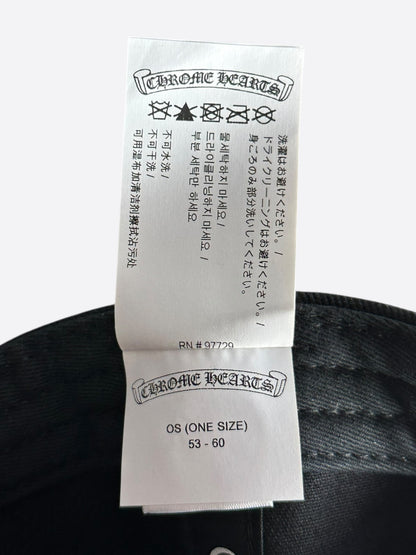 CHROME HEARTS
洗濯はお避けください。/
ドライクリーニングはお避けください。/
身ごろのみ部分洗いしてください。
물세탁하지 마세요 /
드라이클리닝하지 마세요 /
부분 세탁만 하세요.
不可水洗 /
不可干洗 /
可用湿布加清洁剂擦拭沾污处
RN # 97729
CHROME HEARTS
OS (ONE SIZE)
53 - 60